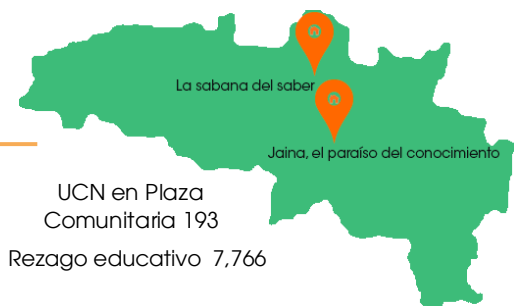 La sabana del saber
Jaina, el paraíso del conocimiento
UCN en Plaza
Comunitaria 193
Rezago educativo 7,766